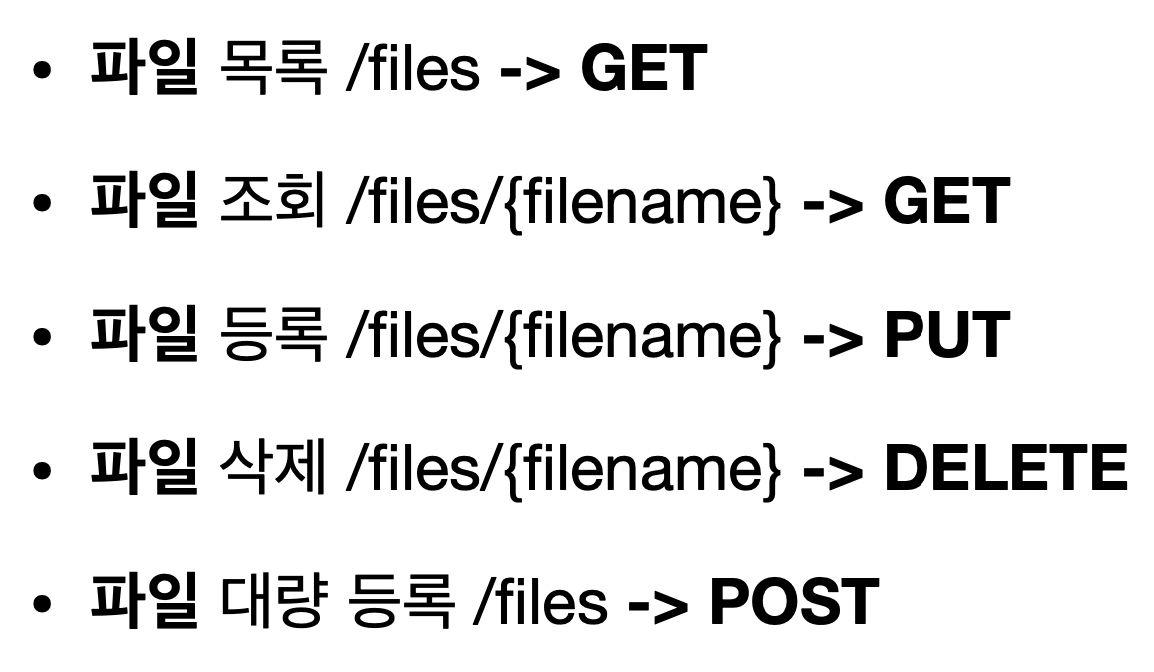 • 파일 목록 /files -> GET
• 파일 조회 /files/{filename} -> GET
• 파일 등록 /files/{filename} -> PUT
• 파일 삭제 /files/{filename} -> DELETE
• 파일 대량 등록 /files -> POST